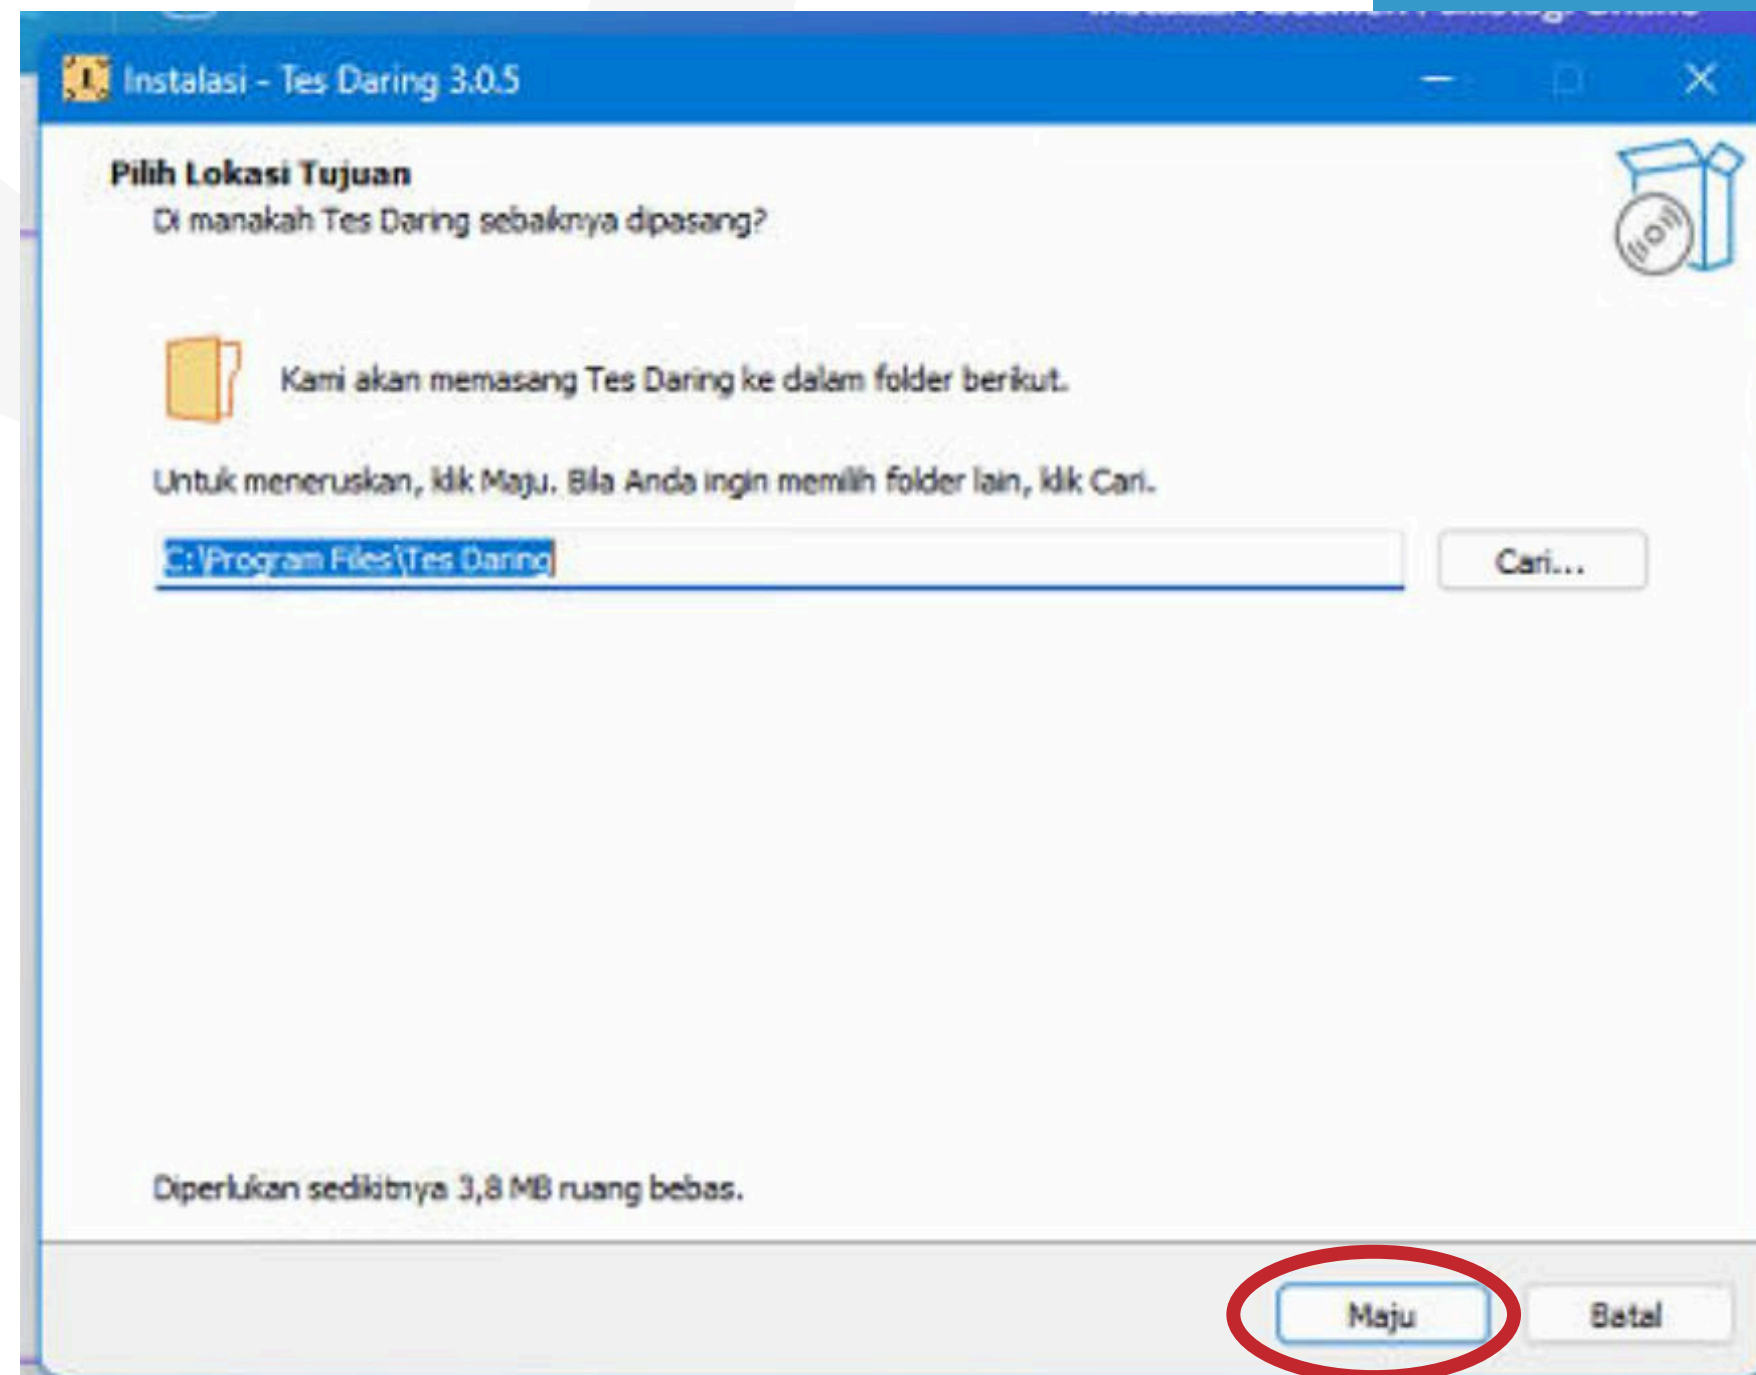 Instalasi - Tes Daring 3.0.5
Pilih Lokasi Tujuan
Di manakah Tes Daring sebaiknya dipasang?
Kami akan memasang Tes Daring ke dalam folder berikut.
Untuk meneruskan, klik Maju. Bila Anda ingin memilih folder lain, klik Cari.
C:\Program Files\Tes Daring
Cari...
Diperlukan sedikitnya 3,8 MB ruang bebas.
Maju
Batal